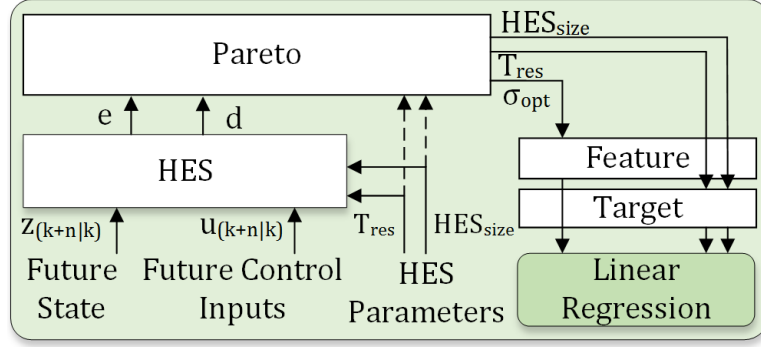 HES_size
Pareto
T_res
σ_opt
e
d
HES
Feature
Target
z_(k+n|k)
u_(k+n|k)
T_res
HES_size
Future
State
Future Control
Inputs
HES
Parameters
Linear
Regression